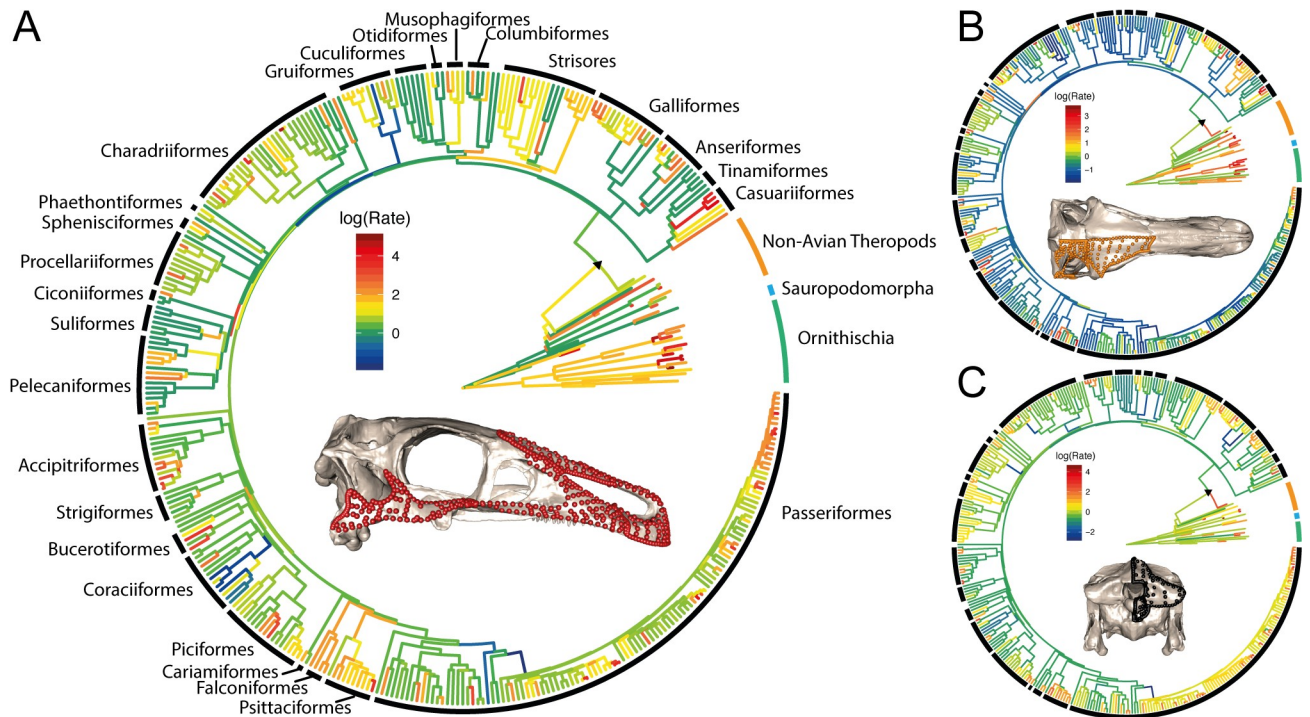 A
Musophagiformes
Otidiformes
Columbiformes
Cuculiformes
Strisores
Gruiformes
Galliformes
Charadriiformes
Anseriformes
Tinamiformes
Casuariiformes
Phaethontiformes
Sphenisciformes
Procellariiformes
Ciconiiformes
Suliformes
Pelecaniformes
Accipitriformes
Strigiformes
Bucerotiformes
Coraciiformes
Piciformes
Cariamiformes
Falconiformes
Psittaciformes
Non-Avian Theropods
Sauropodomorpha
Ornithischia
Passeriformes
log(Rate)
4
2
0
B
log(Rate)
3
2
1
0
−1
C
log(Rate)
4
2
0
−2